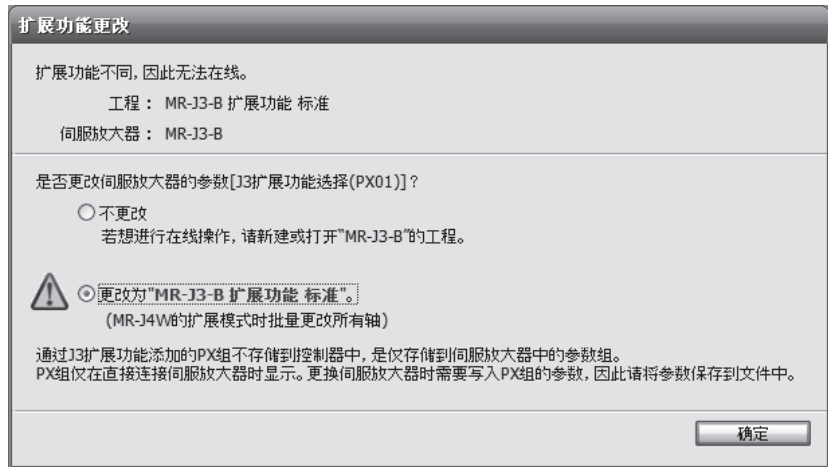 扩展功能更改
扩展功能不同,因此无法在线。
工程: MR-J3-B 扩展功能 标准
伺服放大器: MR-J3-B
是否更改伺服放大器的参数[J3扩展功能选择(PX01)]?
不更改
若想进行在线操作,请新建或打开"MR-J3-B"的工程。
更改为"MR-J3-B 扩展功能 标准"。
(MR-J4W的扩展模式时批量更改所有轴)
通过J3扩展功能添加的PX组不存储到控制器中,是仅存储到伺服放大器中的参数组。
PX组仅在直接连接伺服放大器时显示。更换伺服放大器时需要写入PX组的参数,因此请将参数保存到文件中。
确定